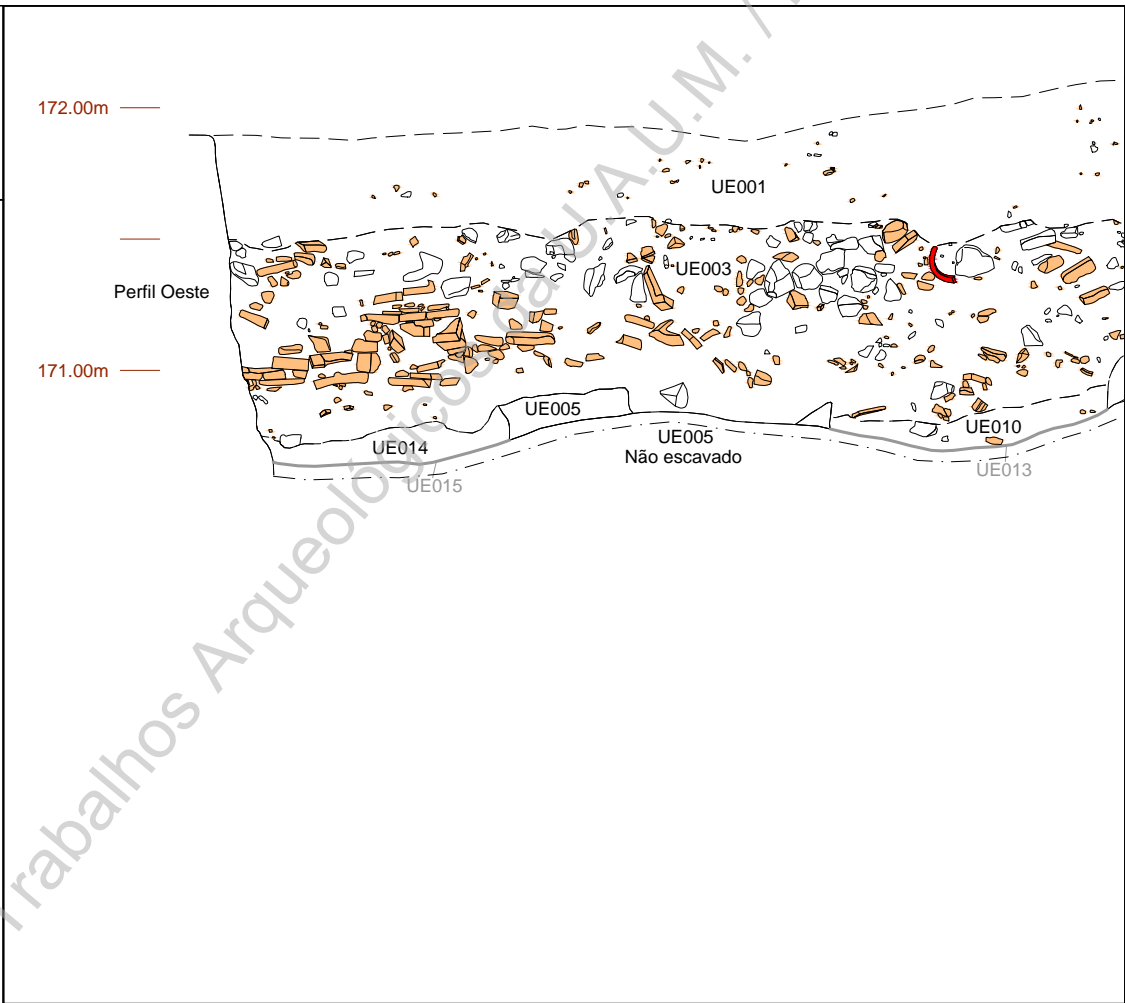 172.00m
UE001
UE003
Perfil Oeste
171.00m
UE005
UE014
UE005
Não escavado
UE010
UE015
UE013
Trabalhos Arqueológicos da U.A.U.M. /